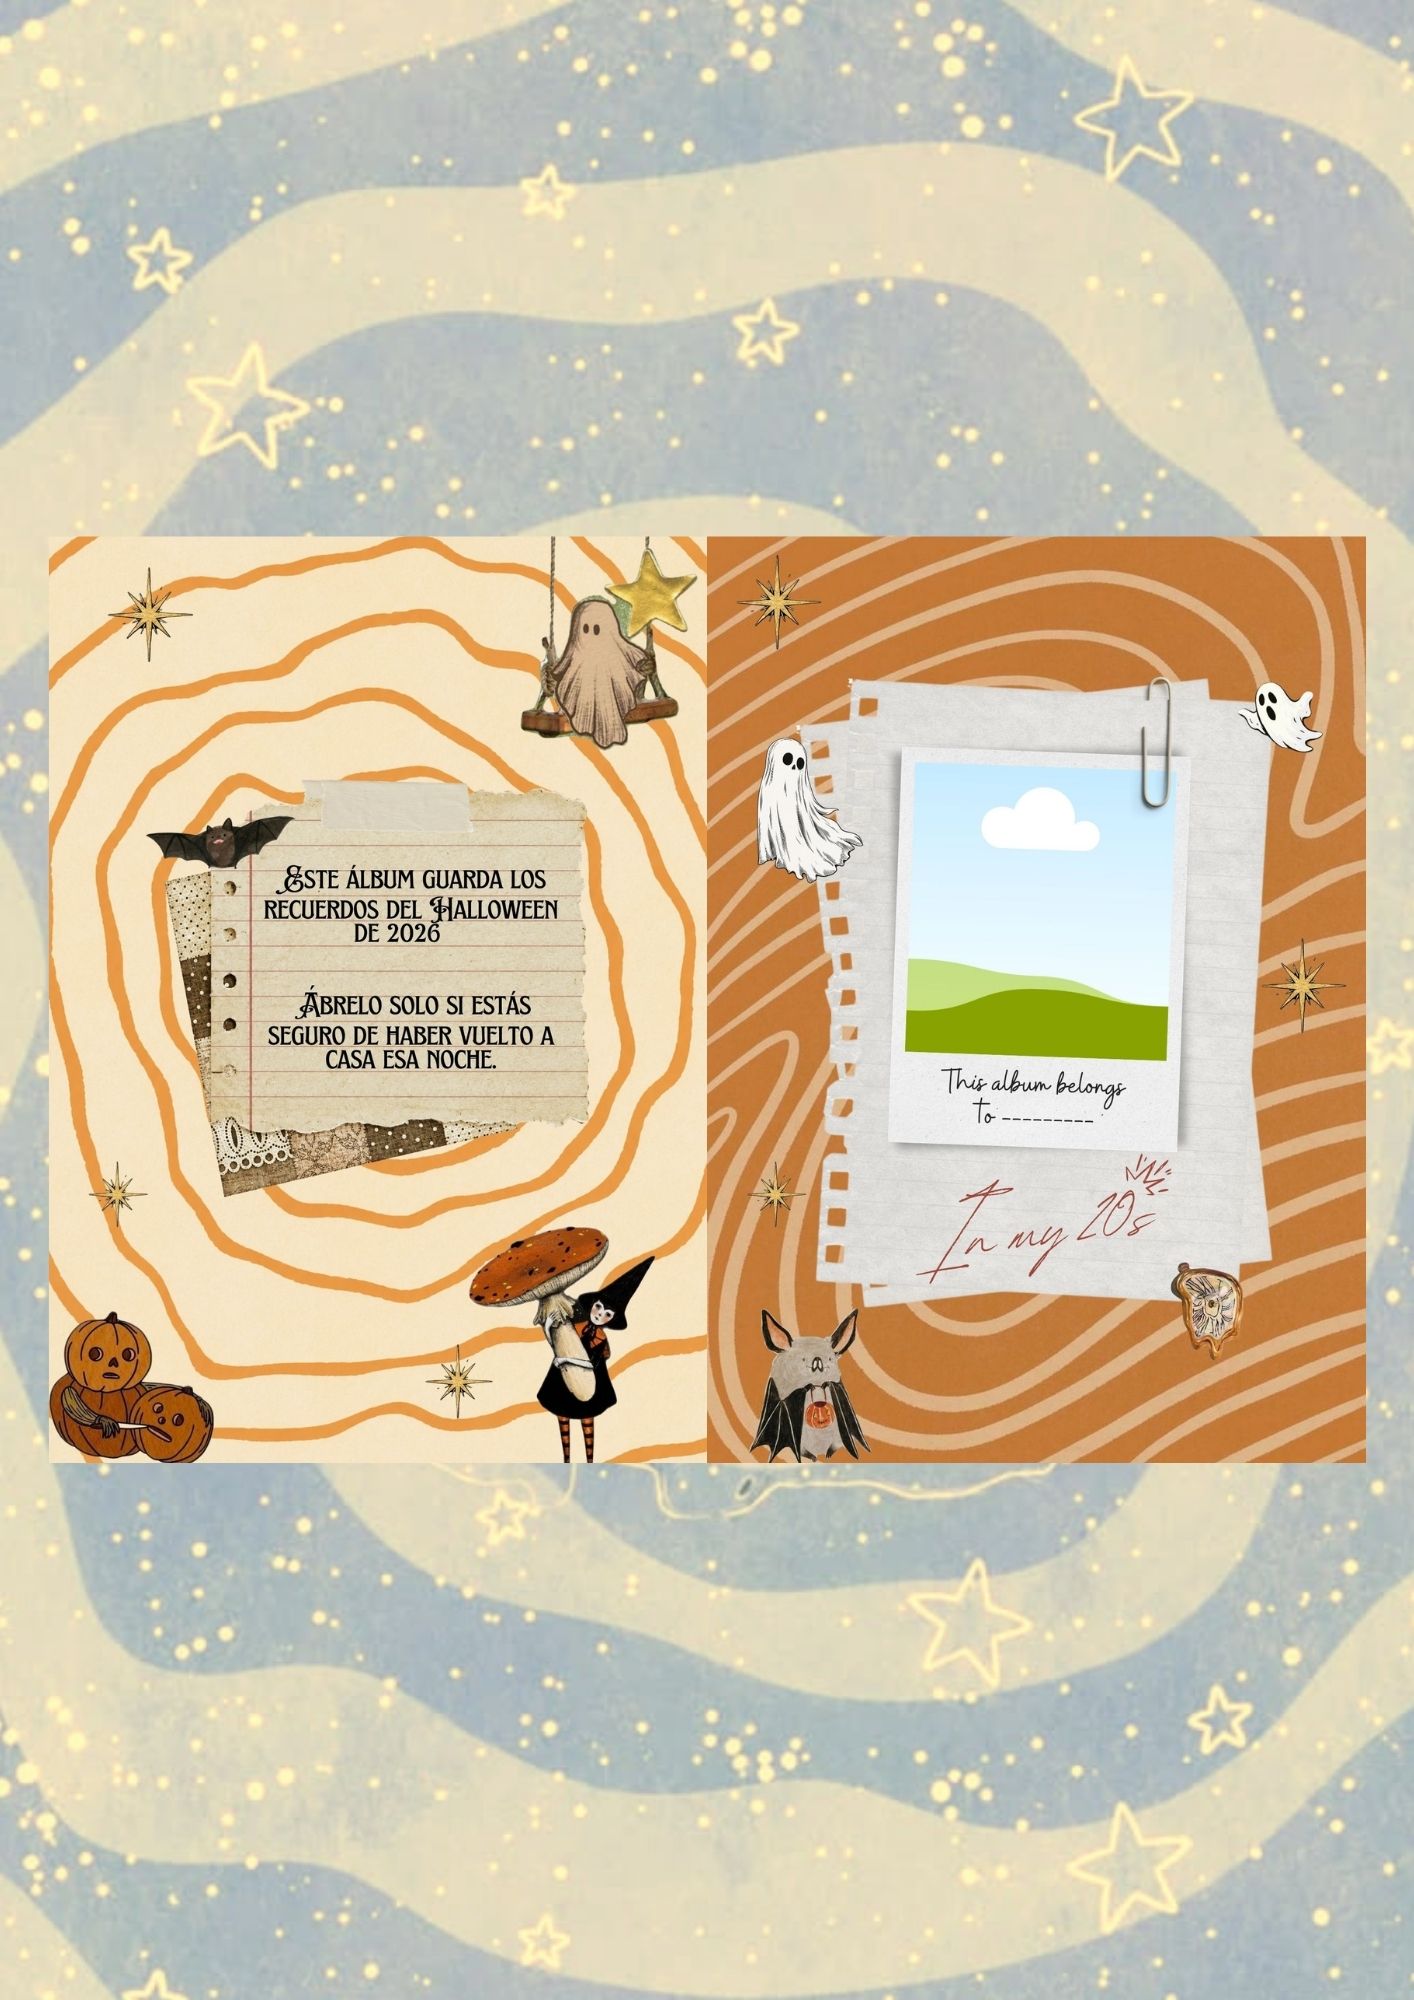 Este álbum guarda los
recuerdos del Halloween
de 2026
Ábrelo solo si estás
seguro de haber vuelto a
casa esa noche.
This album belongs
to _________
In my 20s